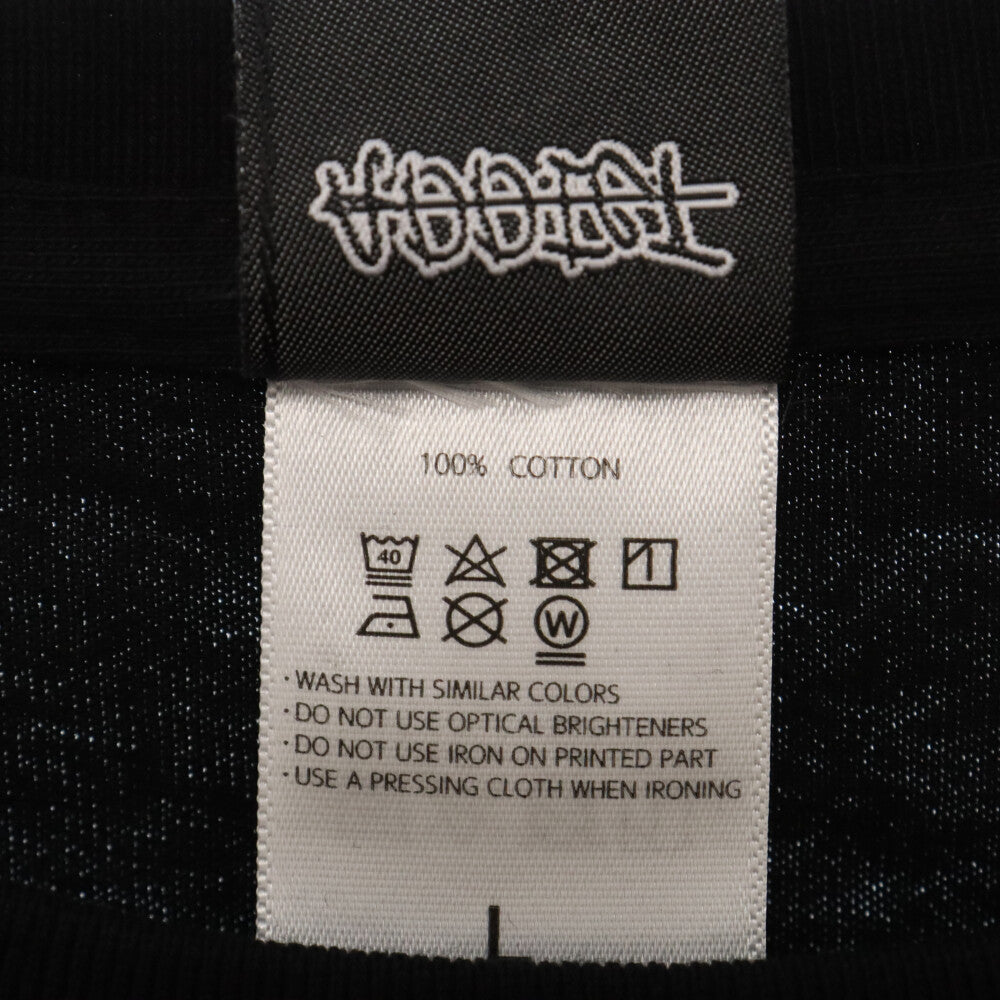 100% COTTON
40
W
· WASH WITH SIMILAR COLORS
· DO NOT USE OPTICAL BRIGHTENERS
· DO NOT USE IRON ON PRINTED PART
· USE A PRESSING CLOTH WHEN IRONING